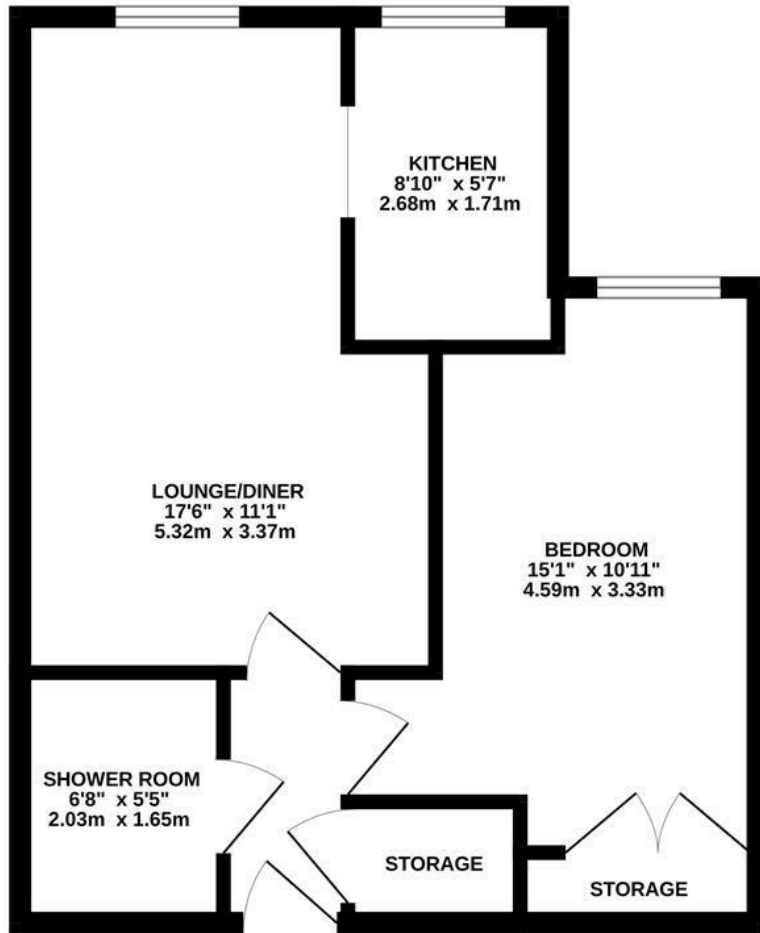 KITCHEN
8'10" x 5'7"
2.68m x 1.71m
LOUNGE/DINER
17'6" x 11'1"
5.32m x 3.37m
BEDROOM
15'1" x 10'11"
4.59m x 3.33m
SHOWER ROOM
6'8" x 5'5"
2.03m x 1.65m
STORAGE
STORAGE